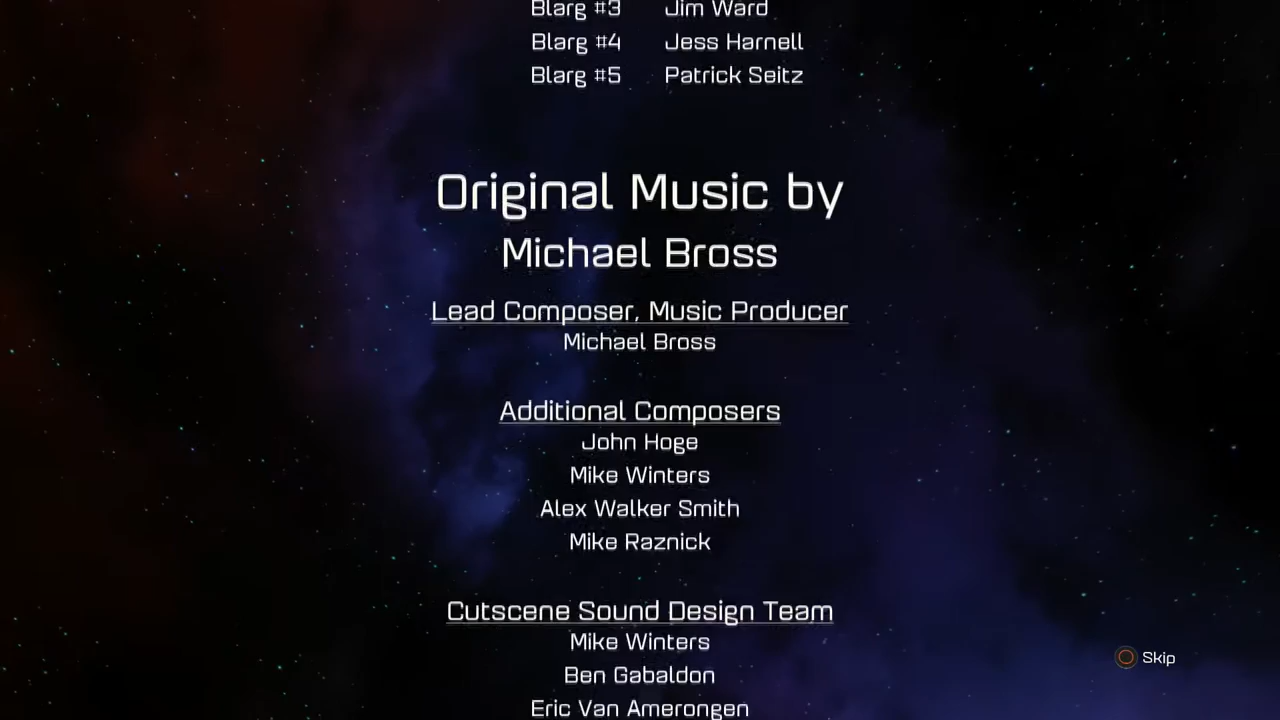 Blarg #3 Jim Ward
Blarg #4 Jess Harnell
Blarg #5 Patrick Seitz
Original Music by
Michael Bross
Lead Composer, Music Producer
Michael Bross
Additional Composers
John Hoge
Mike Winters
Alex Walker Smith
Mike Raznick
Cutscene Sound Design Team
Mike Winters
Ben Gabaldon
Skip
Eric Van Amerongen